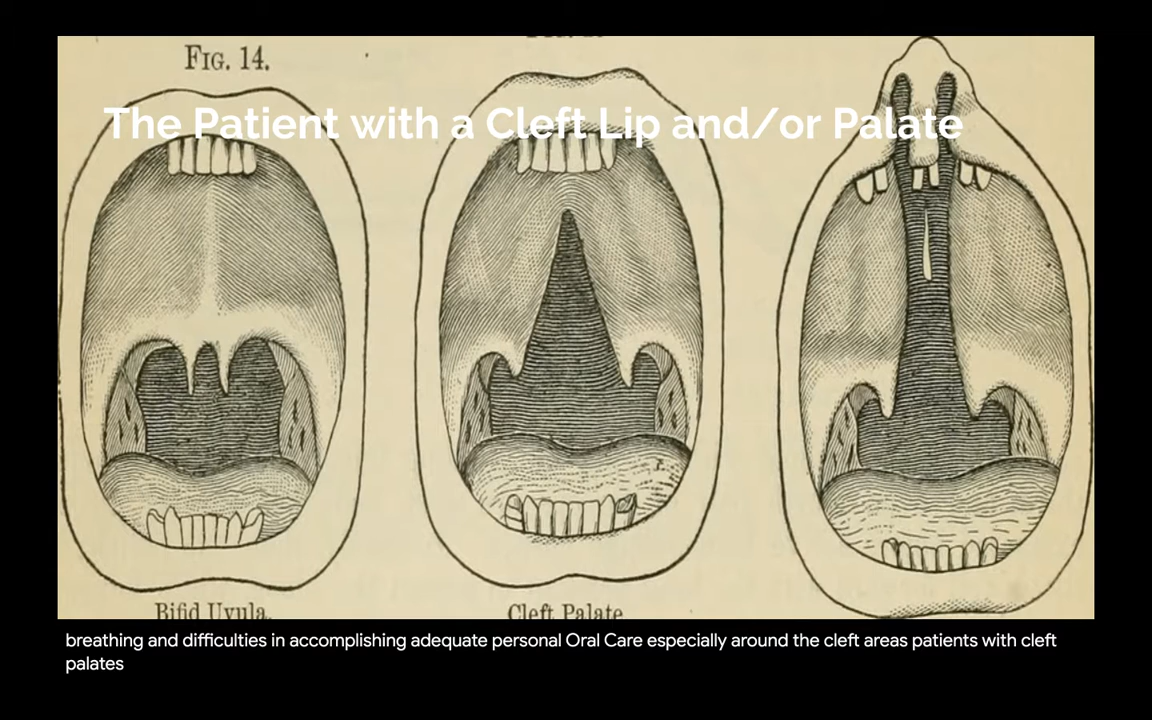 Fig. 14.
The Patient with a Cleft Lip and/or Palate
Bifid Uvula.
Cleft Palate.
breathing and difficulties in accomplishing adequate personal Oral Care especially around the cleft areas patients with cleft
palates